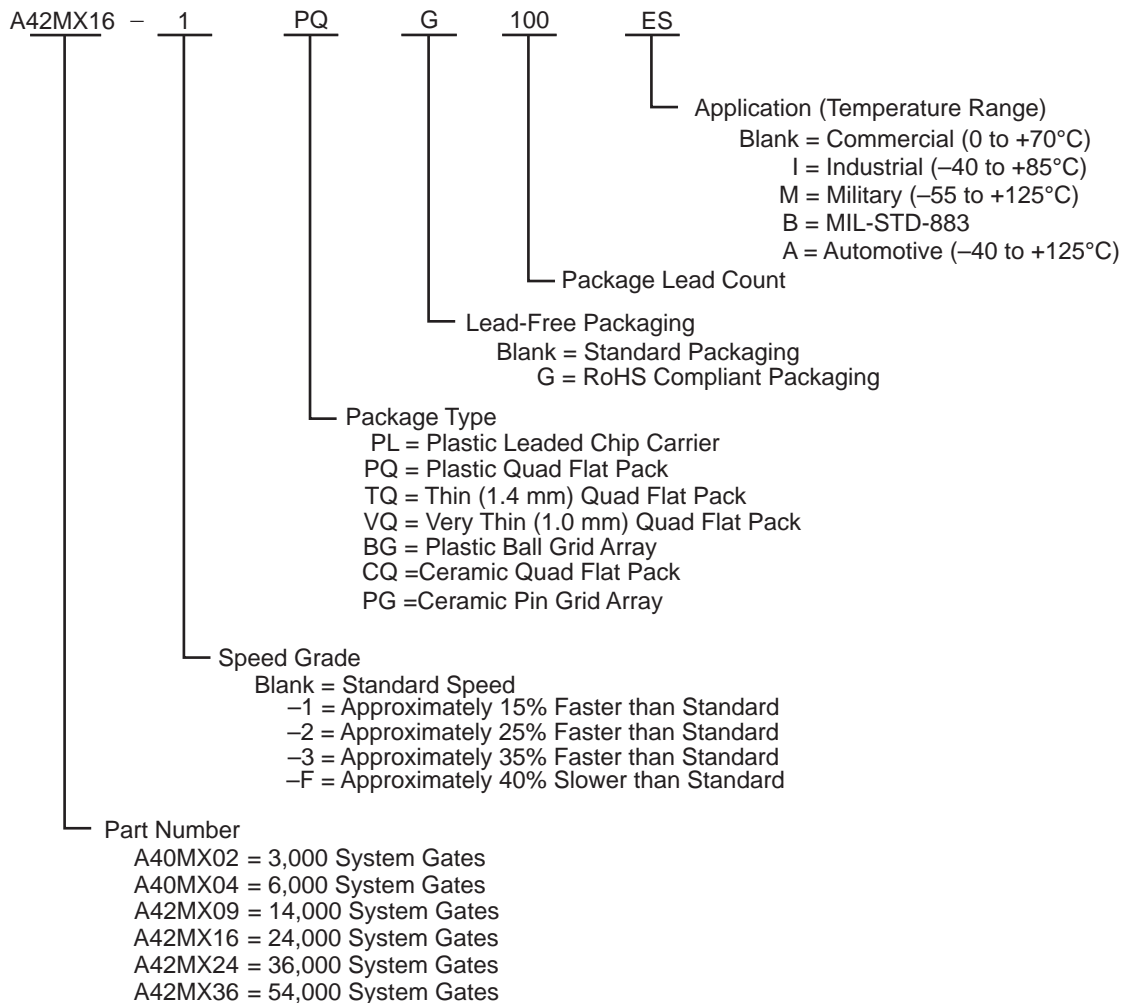 A42MX16 – 1 PQ G 100 ES
Application (Temperature Range)
Blank = Commercial (0 to +70°C)
I = Industrial (–40 to +85°C)
M = Military (–55 to +125°C)
B = MIL-STD-883
A = Automotive (–40 to +125°C)
Package Lead Count
Lead-Free Packaging
Blank = Standard Packaging
G = RoHS Compliant Packaging
Package Type
PL = Plastic Leaded Chip Carrier
PQ = Plastic Quad Flat Pack
TQ = Thin (1.4 mm) Quad Flat Pack
VQ = Very Thin (1.0 mm) Quad Flat Pack
BG = Plastic Ball Grid Array
CQ =Ceramic Quad Flat Pack
PG =Ceramic Pin Grid Array
Speed Grade
Blank = Standard Speed
–1 = Approximately 15% Faster than Standard
–2 = Approximately 25% Faster than Standard
–3 = Approximately 35% Faster than Standard
–F = Approximately 40% Slower than Standard
Part Number
A40MX02 = 3,000 System Gates
A40MX04 = 6,000 System Gates
A42MX09 = 14,000 System Gates
A42MX16 = 24,000 System Gates
A42MX24 = 36,000 System Gates
A42MX36 = 54,000 System Gates